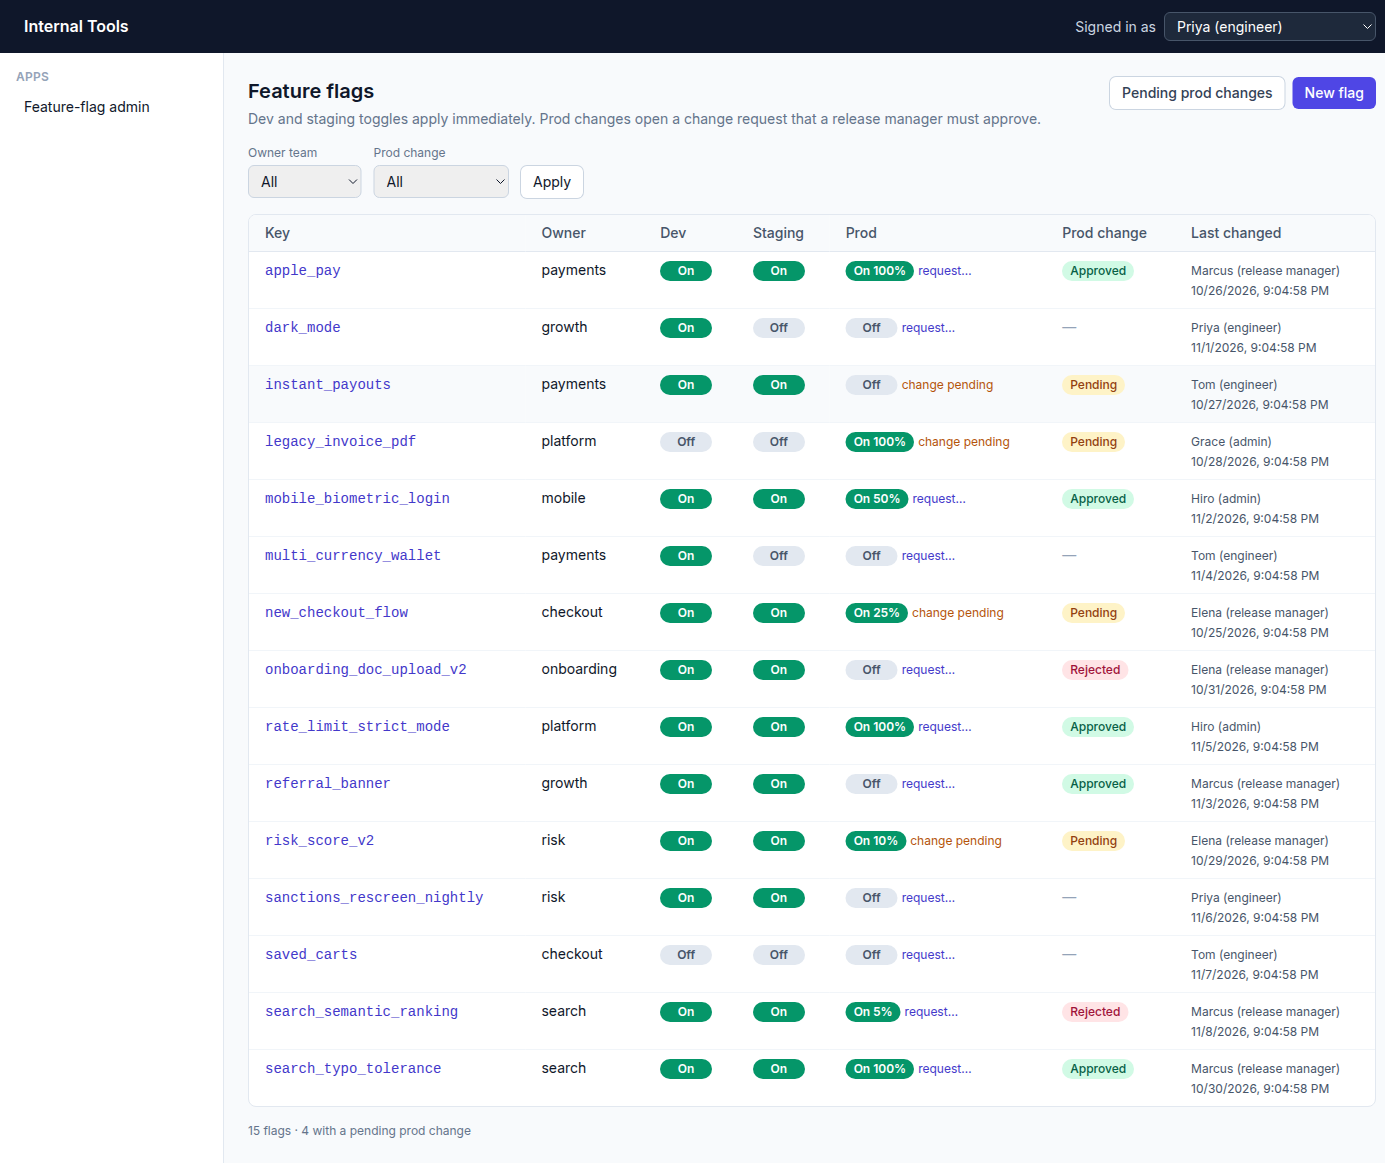 Internal Tools
Signed in as Priya (engineer)
APPS
Feature-flag admin
Feature flags
Pending prod changes
New flag
Dev and staging toggles apply immediately. Prod changes open a change request that a release manager must approve.
Owner team Prod change
All All Apply
Key Owner Dev Staging Prod Prod change Last changed
apple_pay payments On On On 100% request... Approved Marcus (release manager)
10/26/2026, 9:04:58 PM
dark_mode growth On Off Off request... — Priya (engineer)
11/1/2026, 9:04:58 PM
instant_payouts payments On On Off change pending Pending Tom (engineer)
10/27/2026, 9:04:58 PM
legacy_invoice_pdf platform Off Off On 100% change pending Pending Grace (admin)
10/28/2026, 9:04:58 PM
mobile_biometric_login mobile On On On 50% request... Approved Hiro (admin)
11/2/2026, 9:04:58 PM
multi_currency_wallet payments On Off Off request... — Tom (engineer)
11/4/2026, 9:04:58 PM
new_checkout_flow checkout On On On 25% change pending Pending Elena (release manager)
10/25/2026, 9:04:58 PM
onboarding_doc_upload_v2 onboarding On On Off request... Rejected Elena (release manager)
10/31/2026, 9:04:58 PM
rate_limit_strict_mode platform On On On 100% request... Approved Hiro (admin)
11/5/2026, 9:04:58 PM
referral_banner growth On On Off request... Approved Marcus (release manager)
11/3/2026, 9:04:58 PM
risk_score_v2 risk On On On 10% change pending Pending Elena (release manager)
10/29/2026, 9:04:58 PM
sanctions_rescreen_nightly risk On On Off request... — Priya (engineer)
11/6/2026, 9:04:58 PM
saved_carts checkout Off Off Off request... — Tom (engineer)
11/7/2026, 9:04:58 PM
search_semantic_ranking search On On On 5% request... Rejected Marcus (release manager)
11/8/2026, 9:04:58 PM
search_typo_tolerance search On On On 100% request... Approved Marcus (release manager)
10/30/2026, 9:04:58 PM
15 flags · 4 with a pending prod change